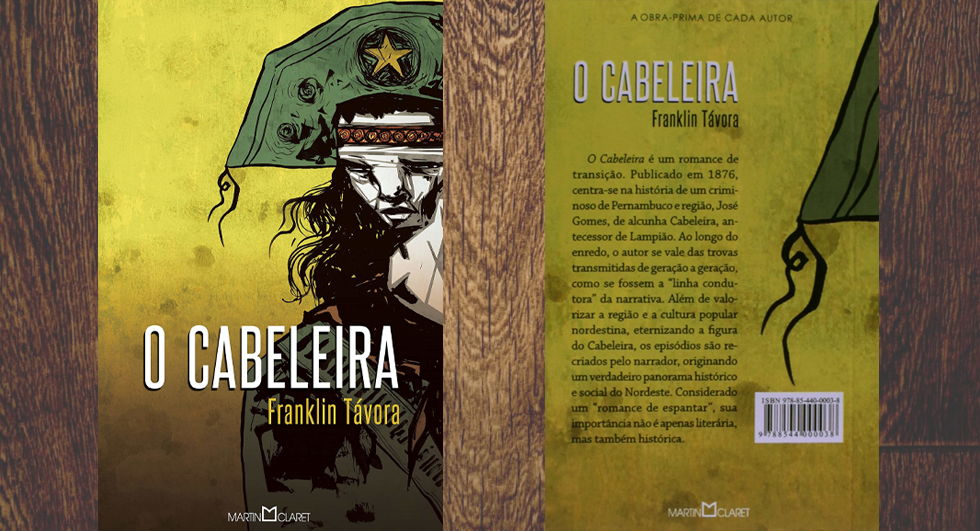 O CABELEIRA
Franklin Távora
MARTIN CLARET
A OBRA-PRIMA DE CADA AUTOR
O CABELEIRA
Franklin Távora
O Cabeleira é um romance de
transição. Publicado em 1876,
centra-se na história de um crimi-
noso de Pernambuco e região, José
Gomes, de alcunha Cabeleira, an-
tecessor de Lampião. Ao longo do
enredo, o autor se vale das trovas
transmitidas de geração a geração,
como se fossem a "linha condu-
tora" da narrativa. Além de valo-
rizar a região e a cultura popular
nordestina, eternizando a figura
do Cabeleira, os episódios são re-
criados pelo narrador, originando
um verdadeiro panorama histórico
e social do Nordeste. Considerado
um "romance de espantar", sua
importância não é apenas literária,
mas também histórica.
ISBN 978-85-440-0003-8
9 788544 000038
MARTIN CLARET